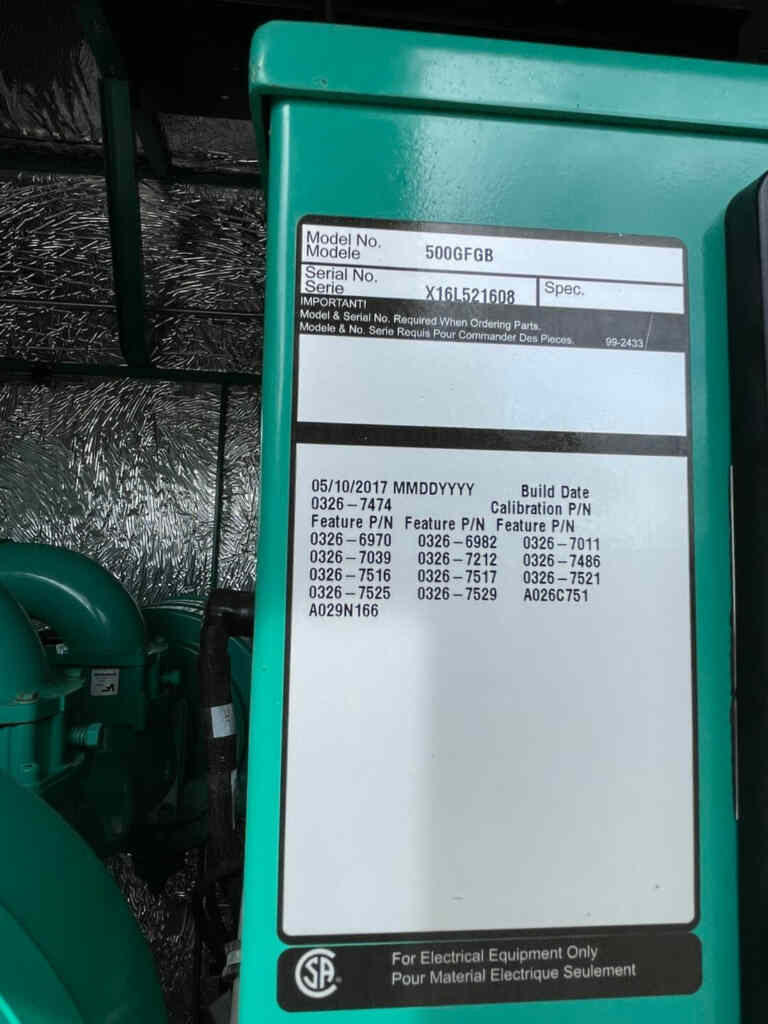 Model No.
Modele 500GFGB
Serial No.
Serie X16L521608 Spec.
IMPORTANT!
Model & Serial No. Required When Ordering Parts.
Modele & No. Serie Requis Pour Commander Des Pieces. 99-2433
05/10/2017 MMDDYYYY Build Date
0326-7474 Calibration P/N
Feature P/N Feature P/N Feature P/N
0326-6970 0326-6982 0326-7011
0326-7039 0326-7212 0326-7486
0326-7516 0326-7517 0326-7521
0326-7525 0326-7529 A026C751
A029N166
For Electrical Equipment Only
Pour Material Electrique Seulement